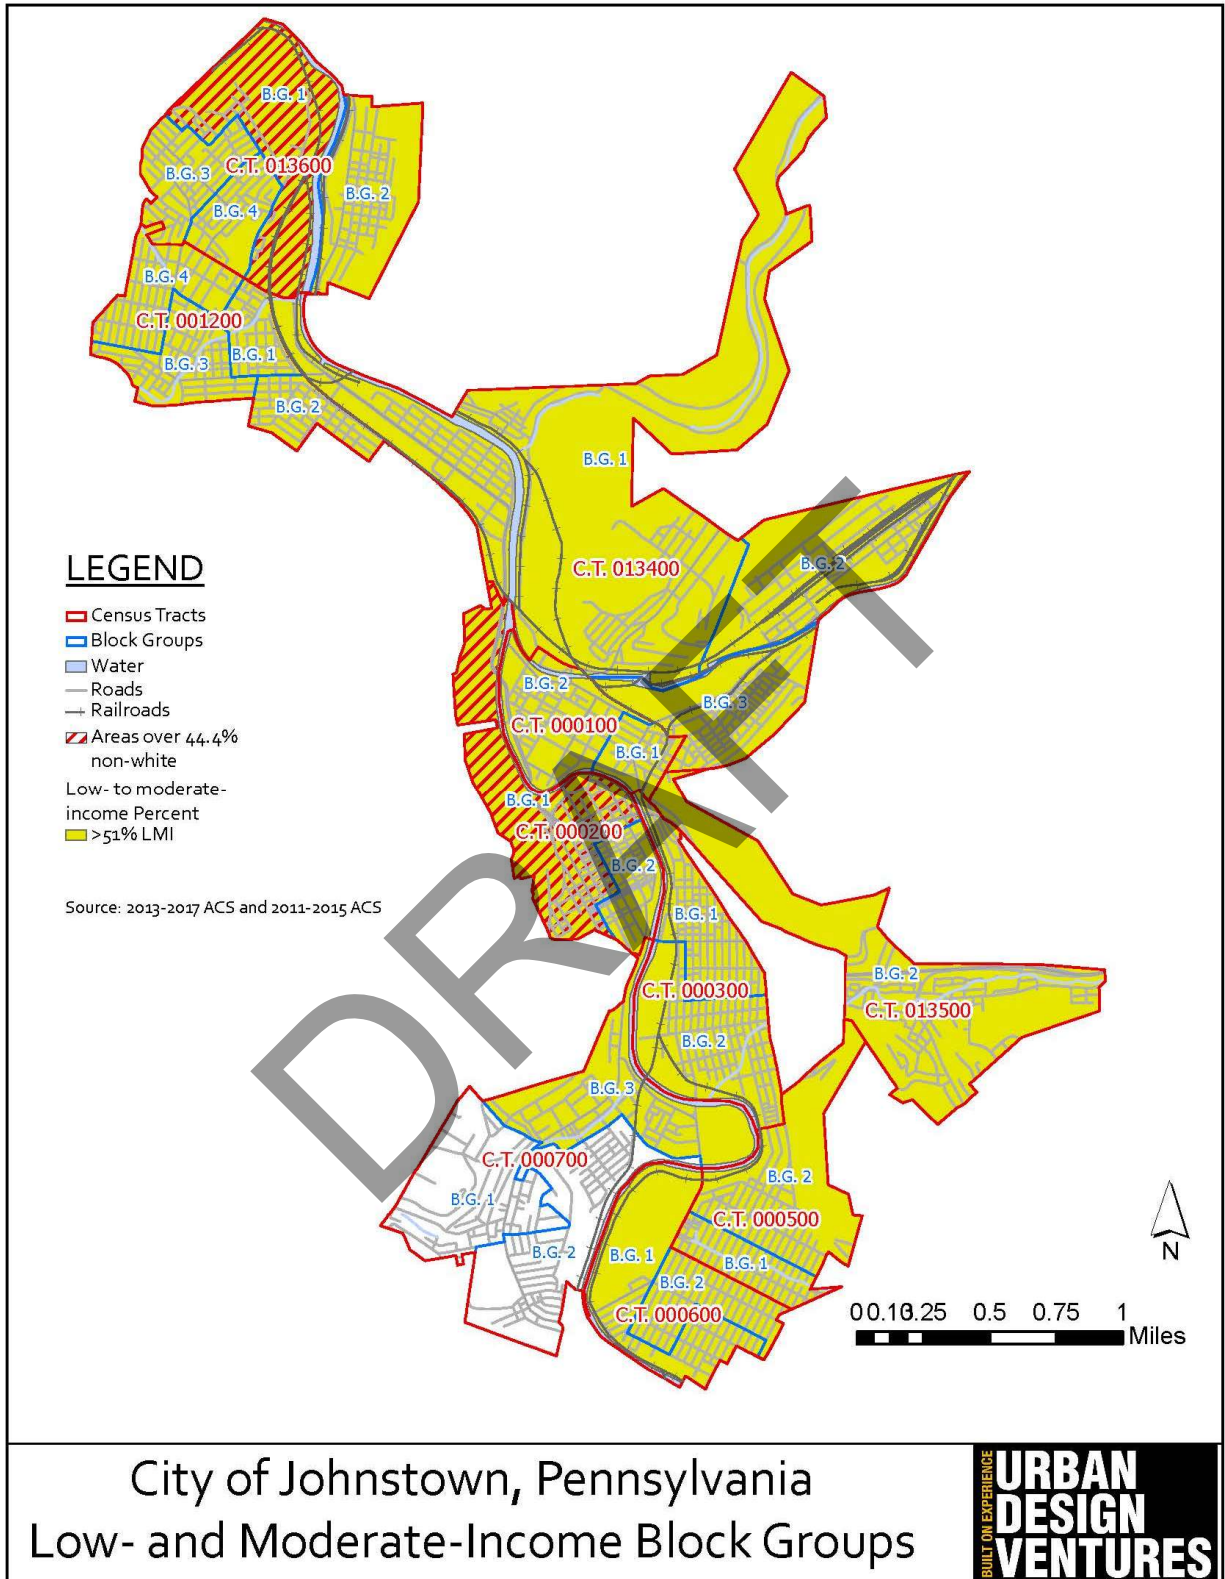 B.G. 1
C.T. 013600
B.G. 3
B.G. 2
B.G. 4
B.G. 4
C.T. 001200
B.G. 1
B.G. 3
B.G. 2
B.G. 1
C.T. 013400
B.G. 2
LEGEND
Census Tracts
Block Groups
Water
Roads
Railroads
Areas over 44.4%
non-white
Low- to moderate-
income Percent
>51% LMI
Source: 2013-2017 ACS and 2011-2015 ACS
B.G. 2
B.G. 3
C.T. 000100
B.G. 1
B.G. 1
C.T. 000200
B.G. 2
B.G. 1
B.G. 2
C.T. 000300
C.T. 013500
B.G. 2
B.G. 3
C.T. 000700
B.G. 2
B.G. 1
C.T. 000500
B.G. 2
B.G. 1
B.G. 1
B.G. 2
C.T. 000600
DRAFT
N
0 0.13 0.25 0.5 0.75 1
Miles
City of Johnstown, Pennsylvania
Low- and Moderate-Income Block Groups
BUILT ON EXPERIENCE
URBAN
DESIGN
VENTURES